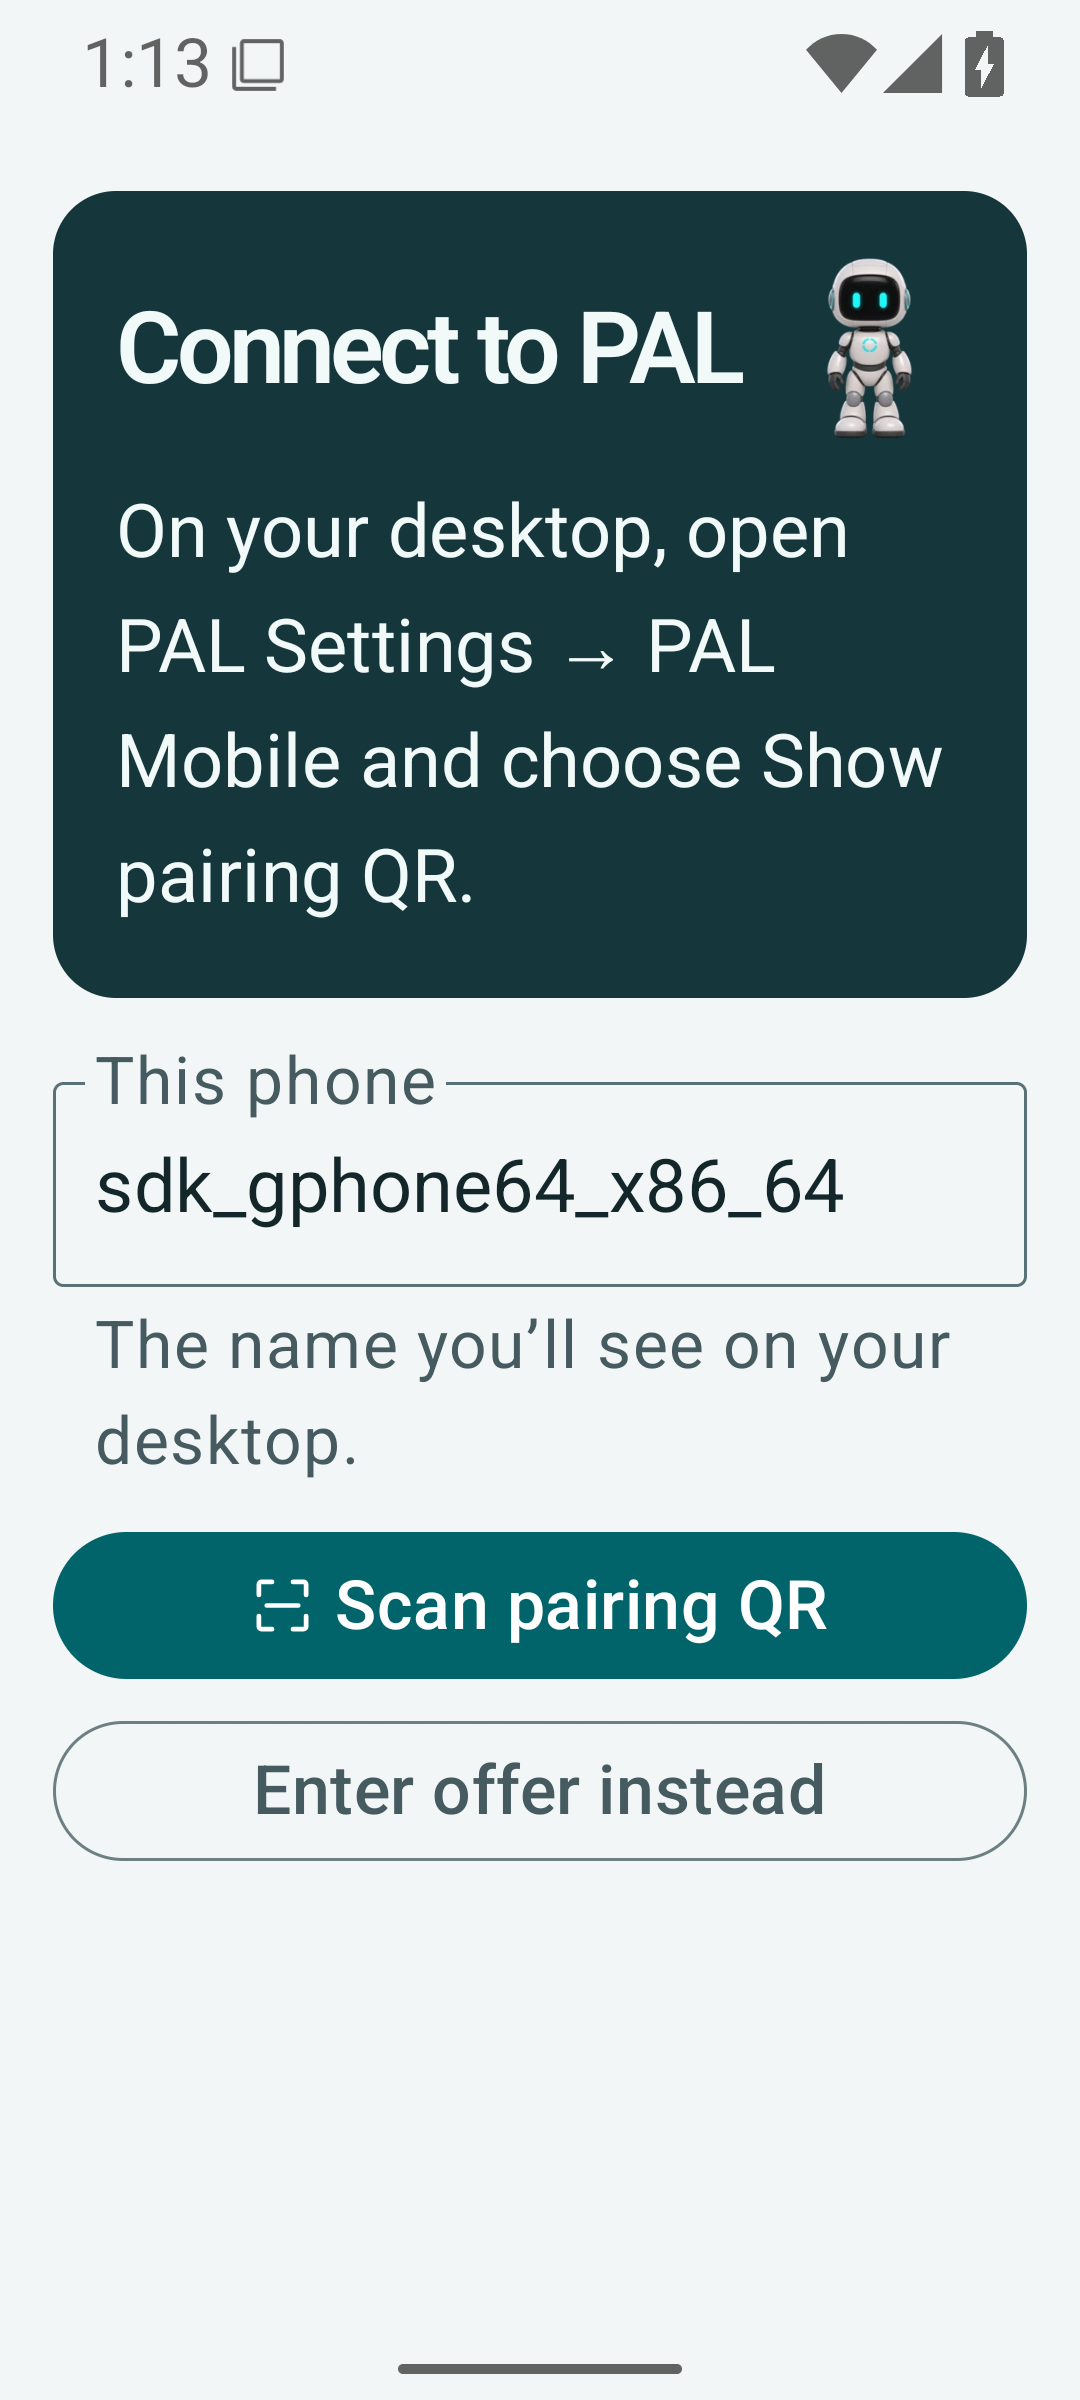 1:13
Connect to PAL
On your desktop, open
PAL Settings → PAL
Mobile and choose Show
pairing QR.
This phone
sdk_gphone64_x86_64
The name you’ll see on your
desktop.
Scan pairing QR
Enter offer instead